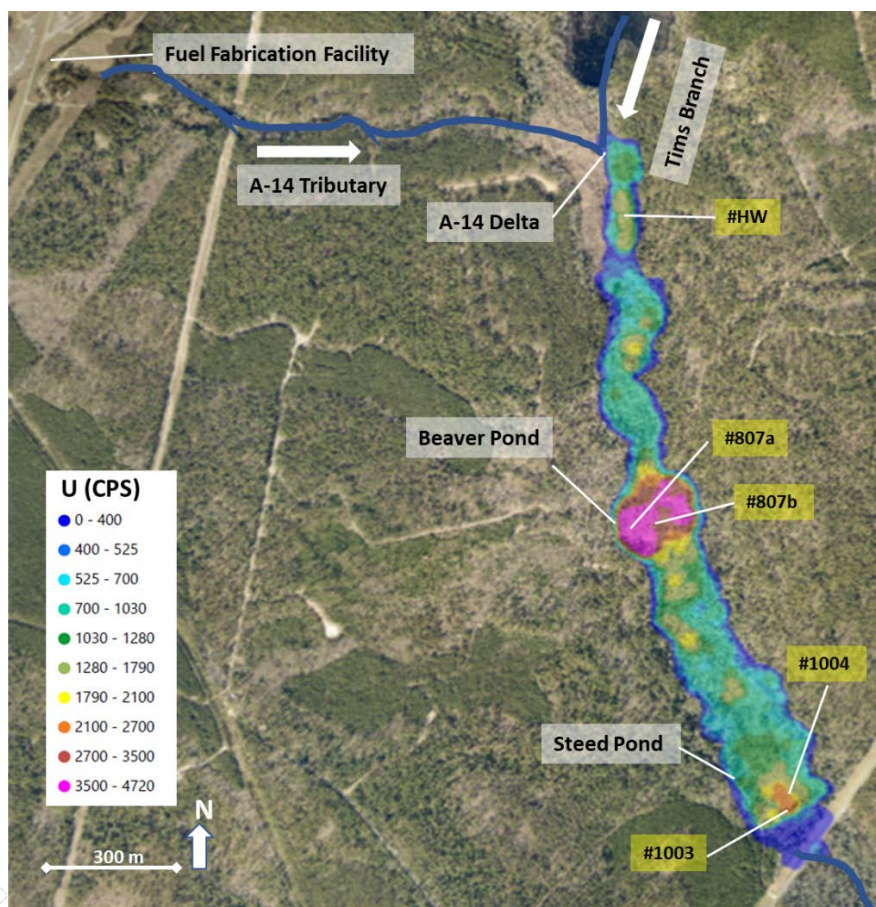 Fuel Fabrication Facility
Tims Branch
A-14 Tributary
A-14 Delta
#HW
Beaver Pond
#807a
#807b
U (CPS)
0 - 400
400 - 525
525 - 700
700 - 1030
1030 - 1280
1280 - 1790
1790 - 2100
2100 - 2700
2700 - 3500
3500 - 4720
#1004
Steed Pond
#1003
N
300 m